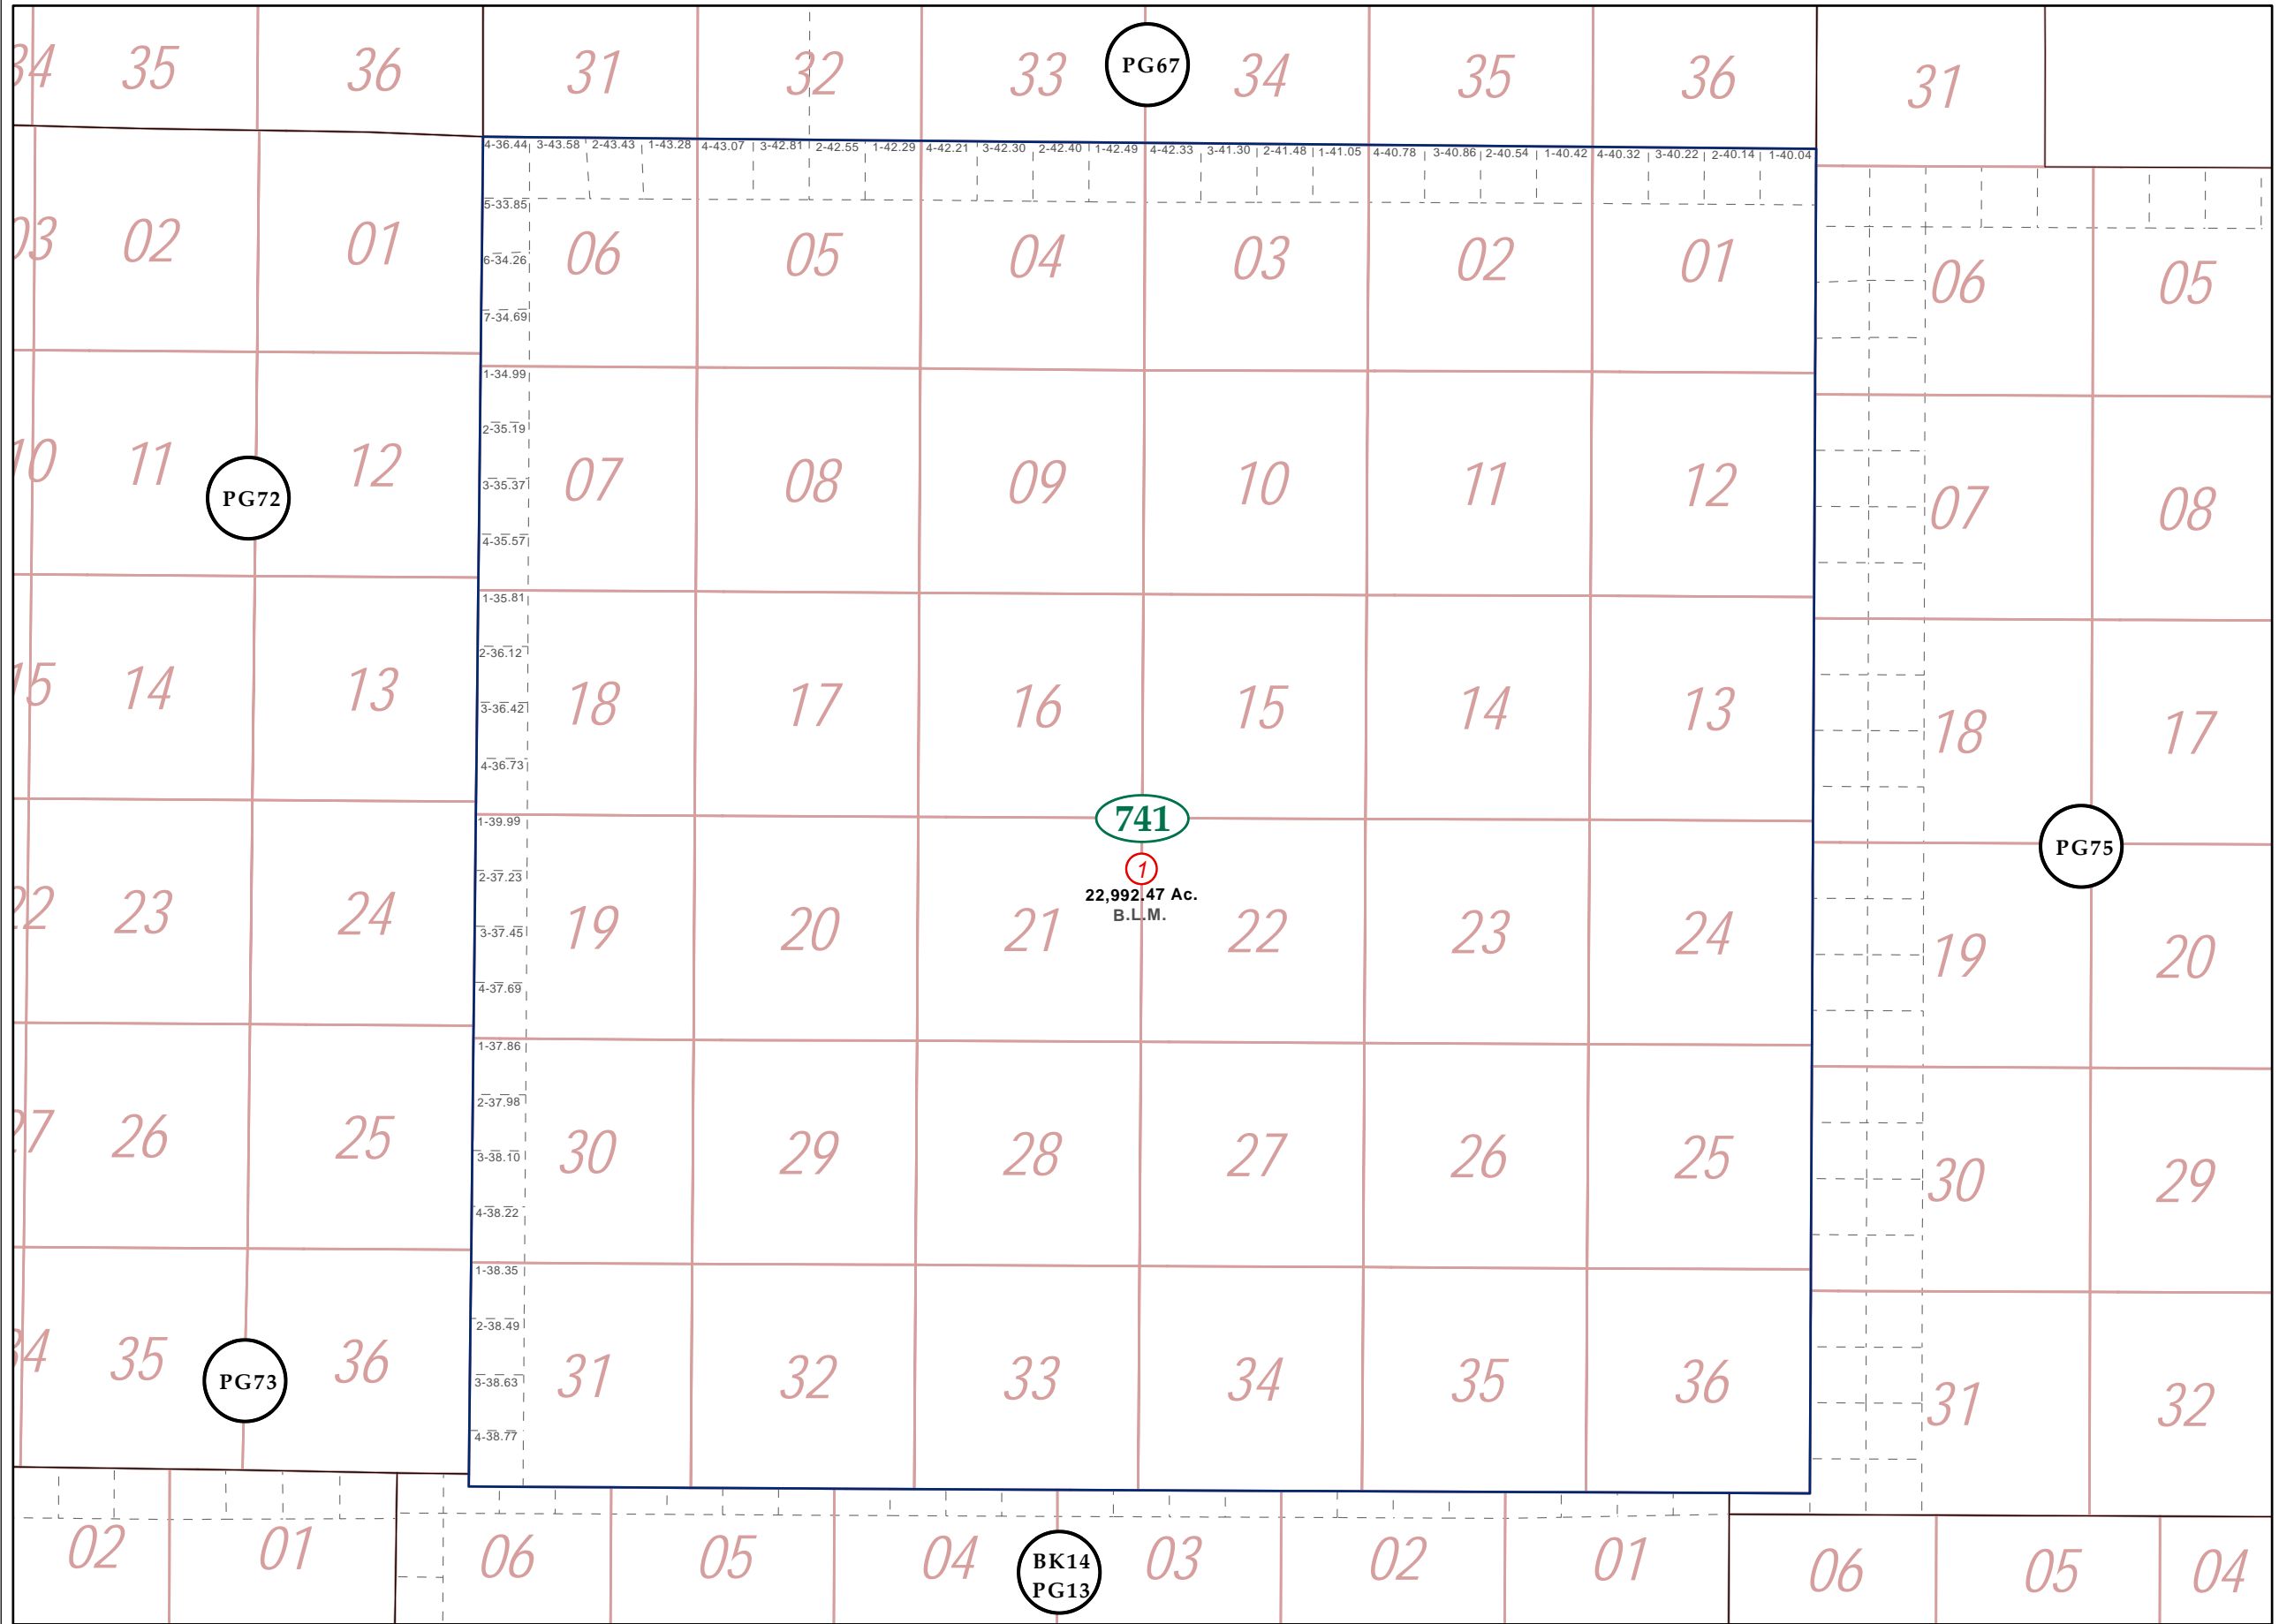 34 35 36 31 32 33 PG67 34 35 36 31
4-36.44 3-43.58 2-43.43 1-43.28 4-43.07 3-42.81 2-42.55 1-42.29 4-42.21 3-42.30 2-42.40 1-42.49 4-42.33 3-41.30 2-41.48 1-41.05 4-40.78 3-40.86 2-40.54 1-40.42 4-40.32 3-40.22 2-40.14 1-40.04
5-33.85
03 02 01 6-34.26 06 05 04 03 02 01 06 05
7-34.69
1-34.99
2-35.19
10 11 12 3-35.37 07 08 09 10 11 12 07 08
PG72
4-35.57
1-35.81
2-36.12
15 14 13 3-36.42 18 17 16 15 14 13 18 17
4-36.73
1-39.99 741
PG75
2-37.23 1
22,992.47 Ac.
B.L.M.
22 23 24 3-37.45 19 20 21 22 23 24 19 20
4-37.69
1-37.86
2-37.98
27 26 25 3-38.10 30 29 28 27 26 25 30 29
4-38.22
1-38.35
2-38.49
34 35 36 3-38.63 31 32 33 34 35 36 31 32
PG73
4-38.77
02 01 06 05 04 BK14 03 02 01 06 05 04
PG13